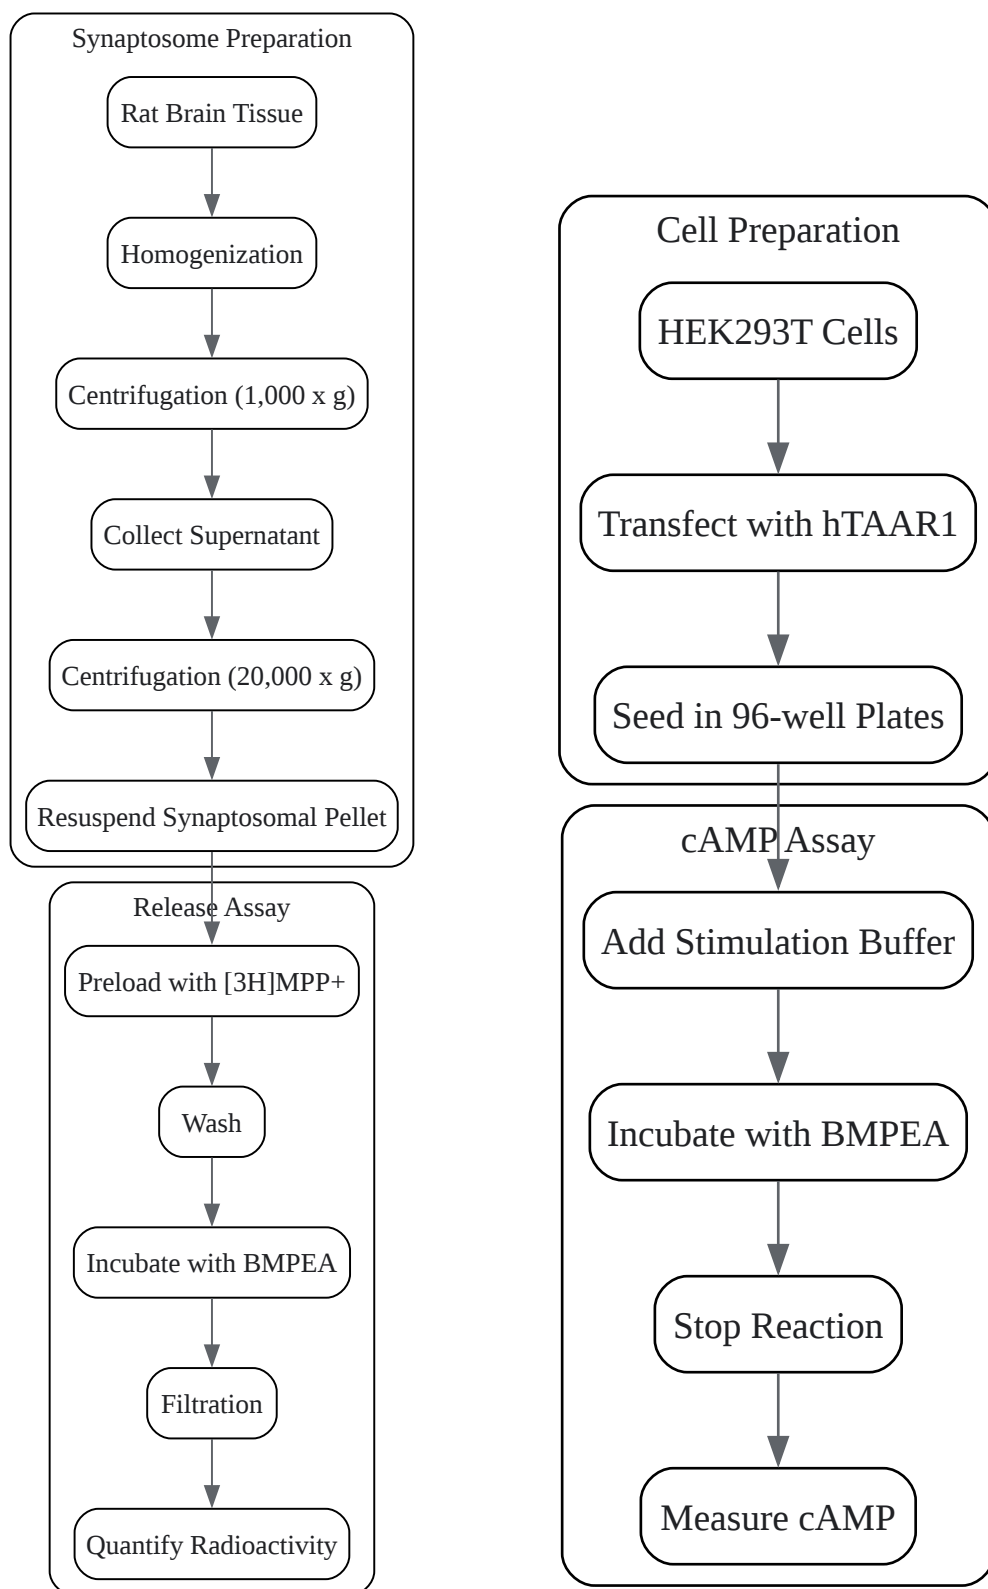 Synaptosome Preparation
Rat Brain Tissue
Homogenization
Centrifugation (1,000 x g)
Collect Supernatant
Centrifugation (20,000 x g)
Resuspend Synaptosomal Pellet
Release Assay
Preload with [3H]MPP+
Wash
Incubate with BMPEA
Filtration
Quantify Radioactivity
Cell Preparation
HEK293T Cells
Transfect with hTAAR1
Seed in 96-well Plates
cAMP Assay
Add Stimulation Buffer
Incubate with BMPEA
Stop Reaction
Measure cAMP